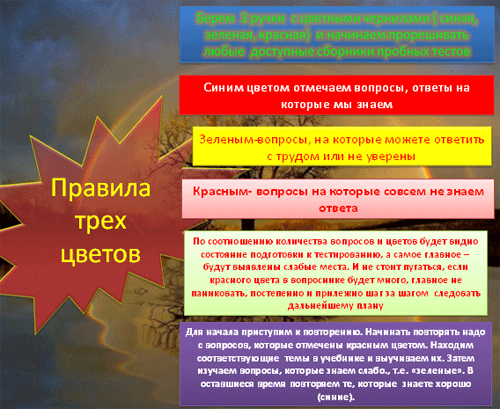 Берем 3 ручки с цветными чернилами (синяя,
зеленая, красная) и начинаем прорешивать
любые доступные сборники пробных тестов
Синим цветом отмечаем вопросы, ответы на
которые мы знаем
Зеленым-вопросы, на которые можете ответить
с трудом или не уверены
Красным- вопросы на которые совсем не знаем
ответа
Правила
трех
цветов
По соотношению количества вопросов и цветов будет видно
состояние подготовки к тестированию, а самое главное –
будут выявлены слабые места. И не стоит пугаться, если
красного цвета в вопроснике будет много, главное не
паниковать, постепенно и прилежно шаг за шагом следовать
дальнейшему плану
Для начала приступим к повторению. Начинать повторять надо
с вопросов, которые отмечены красным цветом. Находим
соответствующие темы в учебнике и выучиваем их. Затем
изучаем вопросы, которые знаем слабо., т.е. «зеленые». В
оставшиеся время повторяем те, которые знаете хорошо
(синие).